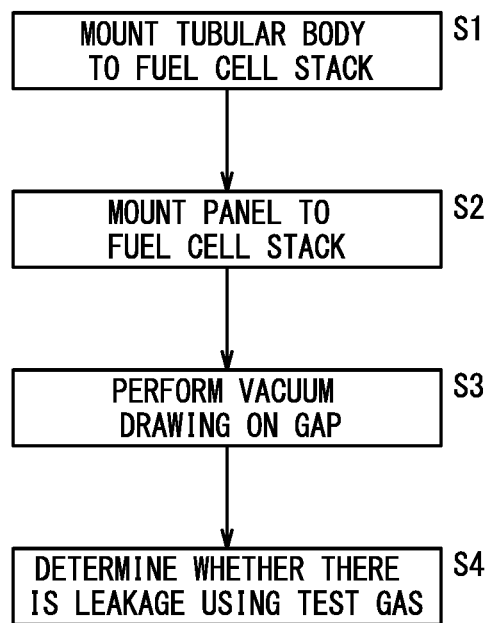 MOUNT TUBULAR BODY
TO FUEL CELL STACK
S1
MOUNT PANEL TO
FUEL CELL STACK
S2
PERFORM VACUUM
DRAWING ON GAP
S3
DETERMINE WHETHER THERE
IS LEAKAGE USING TEST GAS
S4